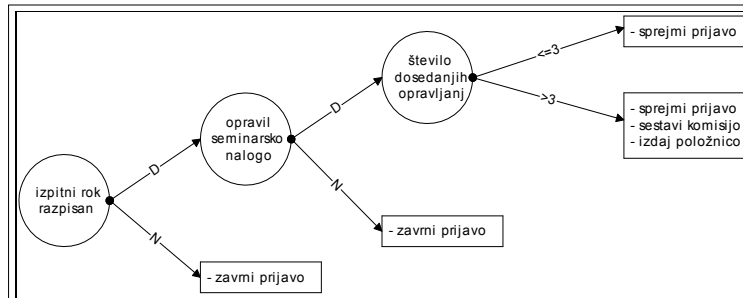 izpitni rok
razpisan
D
N
- zavrni prijavo
opravil
seminarsko
nalogo
D
N
- zavrni prijavo
število
dosedanjih
opravljanj
<=3
>3
- sprejmi prijavo
- sprejmi prijavo
- sestavi komisijo
- izdaj položnico